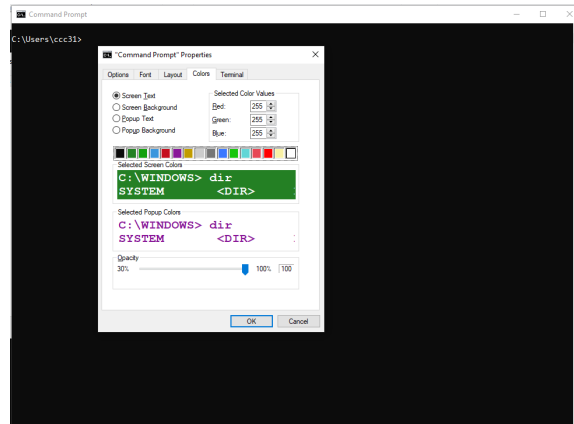 Command Prompt
C:\Users\ccc31>
"Command Prompt" Properties
Options Font Layout Colors Terminal
Screen Text
Screen Background
Popup Text
Popup Background
Selected Color Values
Red: 255
Green: 255
Blue: 255
Selected Screen Colors
C:\WINDOWS> dir
SYSTEM <DIR>
Selected Popup Colors
C:\WINDOWS> dir
SYSTEM <DIR>
Opacity
30% 100% 100
OK Cancel